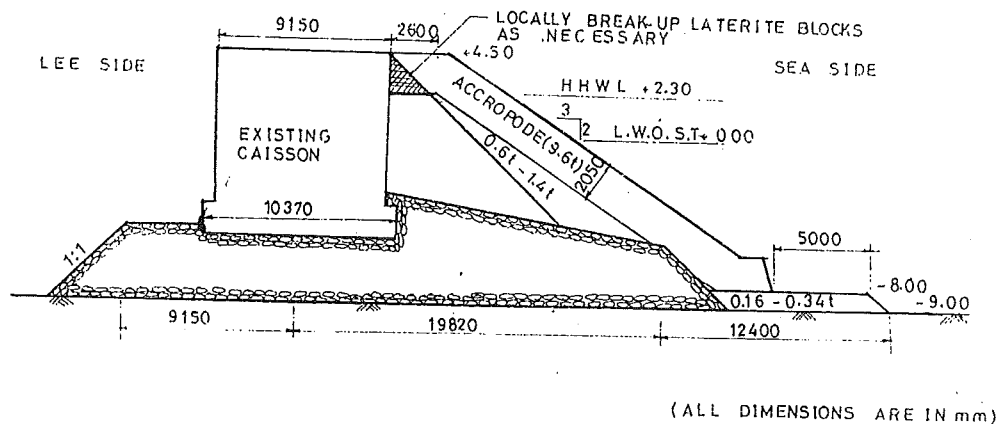 9150
2600
LOCALLY BREAK-UP LATERITE BLOCKS
AS NECESSARY
+4.50
LEE SIDE
SEA SIDE
HHWL +2.30
ACCROPODE(9.6t)
3
2
L.W.O.S.T+ 0.00
EXISTING
CAISSON
0.6t-1.4t
2050
10370
1:1
5000
-8.00
0.16 - 0.34t
-9.00
9150
19820
12400
(ALL DIMENSIONS ARE IN mm)